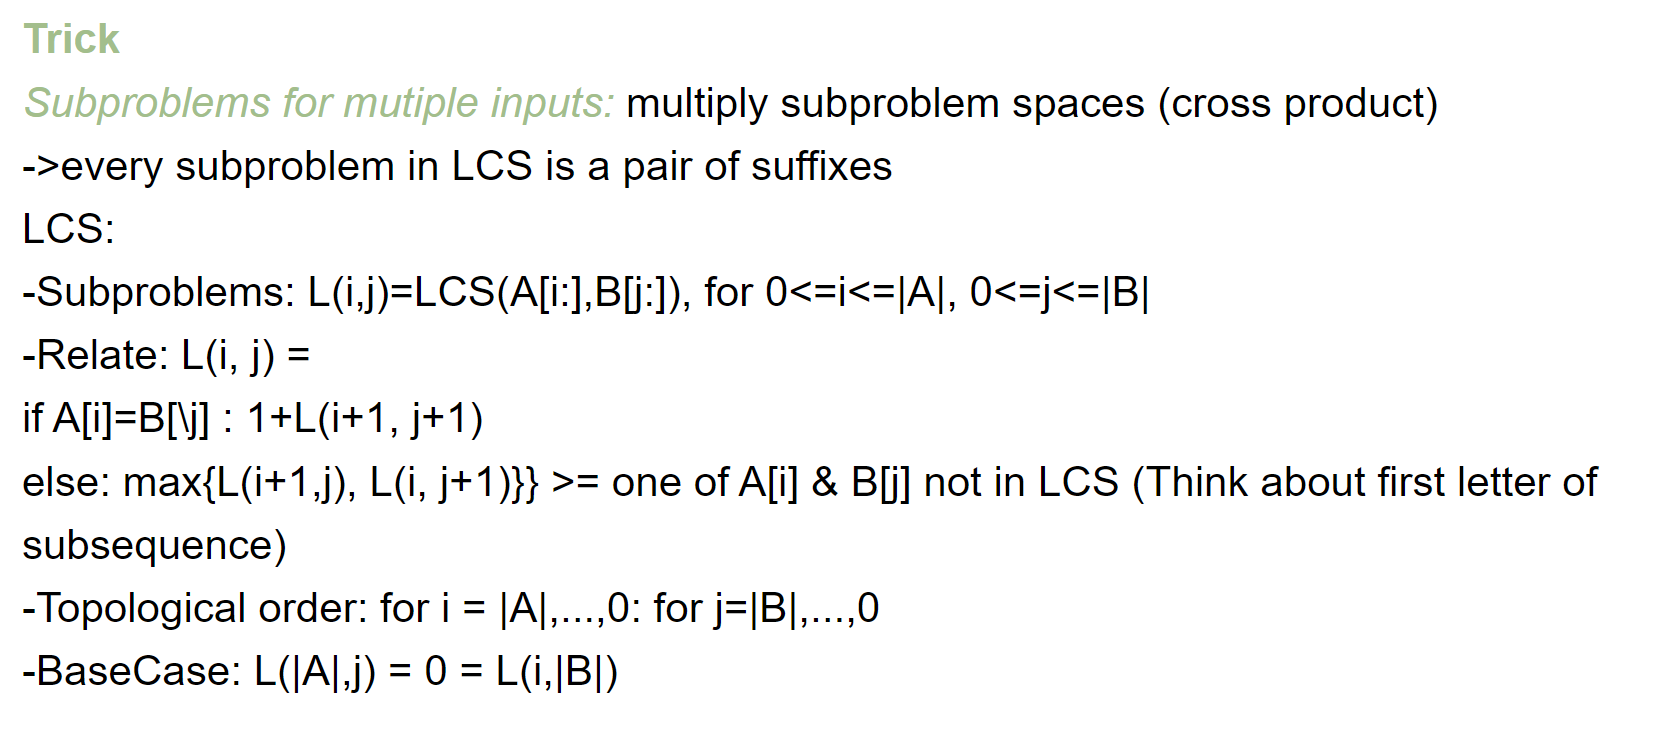 Trick
Subproblems for mutiple inputs: multiply subproblem spaces (cross product)
->every subproblem in LCS is a pair of suffixes
LCS:
-Subproblems: L(i,j)=LCS(A[i:],B[j:]), for 0<=i<=|A|, 0<=j<=|B|
-Relate: L(i, j) =
if A[i]=B[\j] : 1+L(i+1, j+1)
else: max{L(i+1,j), L(i, j+1)}} >= one of A[i] & B[j] not in LCS (Think about first letter of
subsequence)
-Topological order: for i = |A|,...,0: for j=|B|,...,0
-BaseCase: L(|A|,j) = 0 = L(i,|B|)